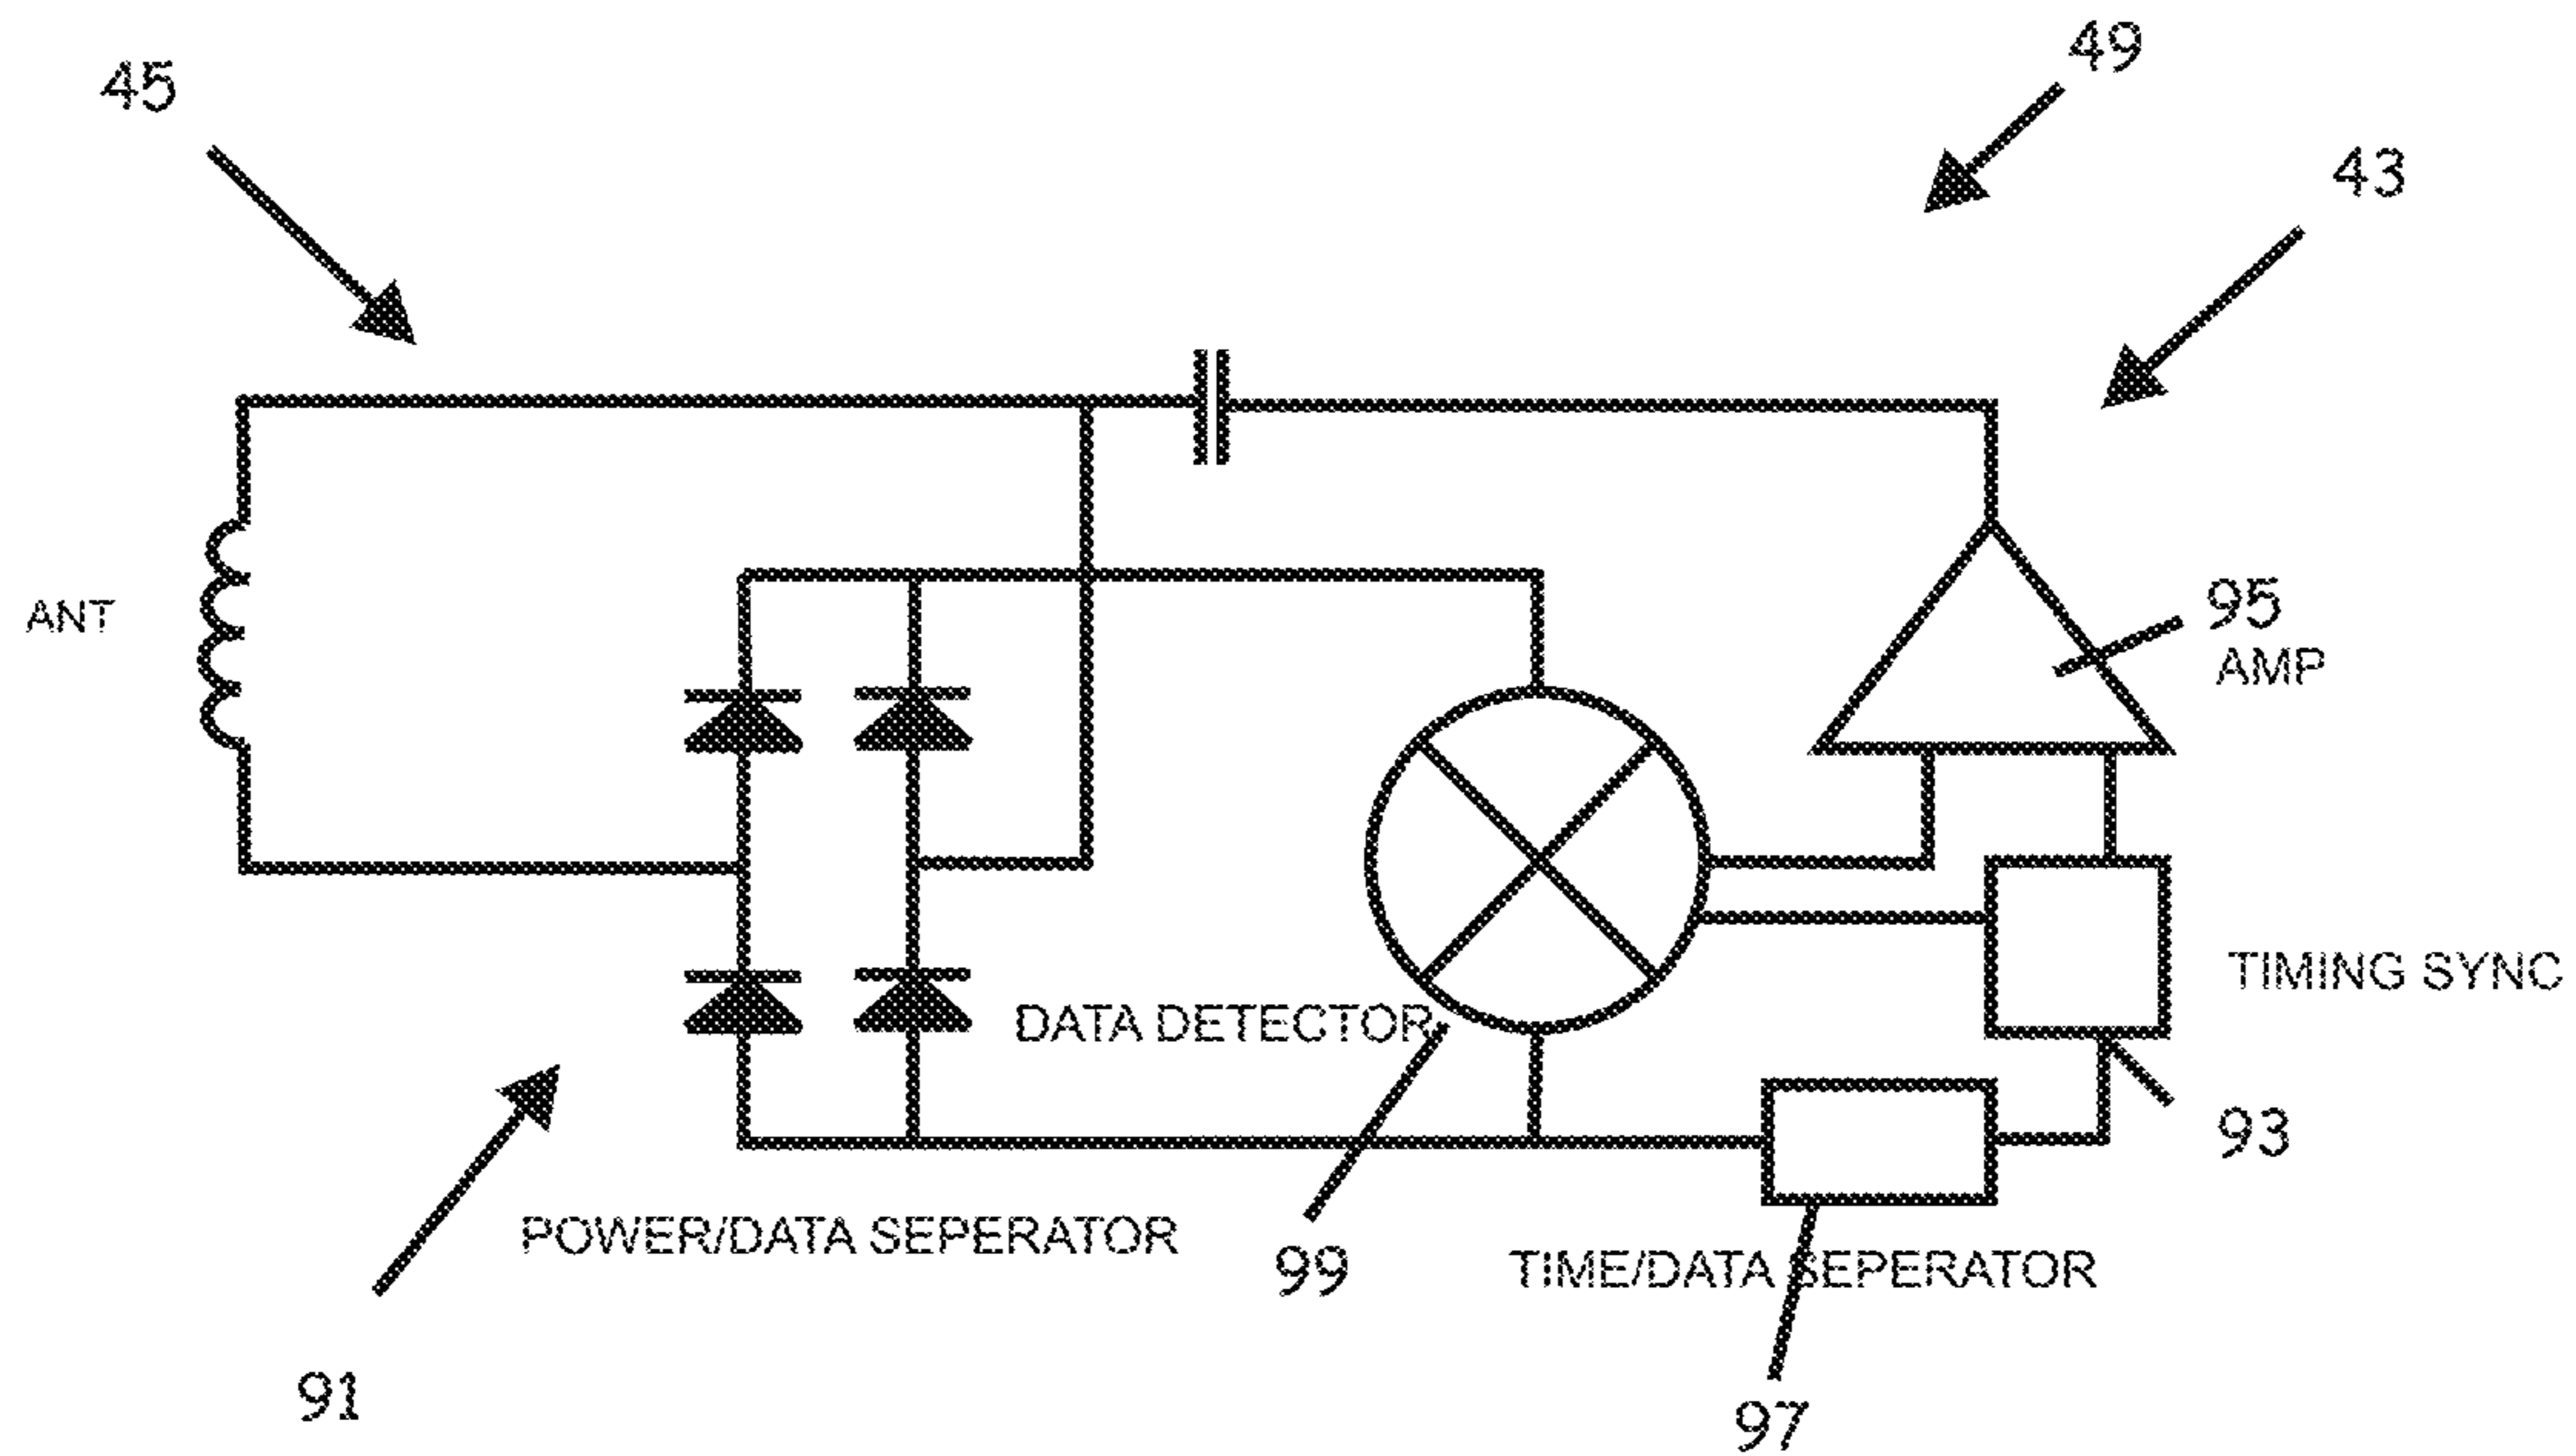 49
45
43
95
ANT
AMP
TIMING SYNC
DATA DETECTOR
93
POWER/DATA SEPERATOR
99
TIME/DATA SEPERATOR
91
97